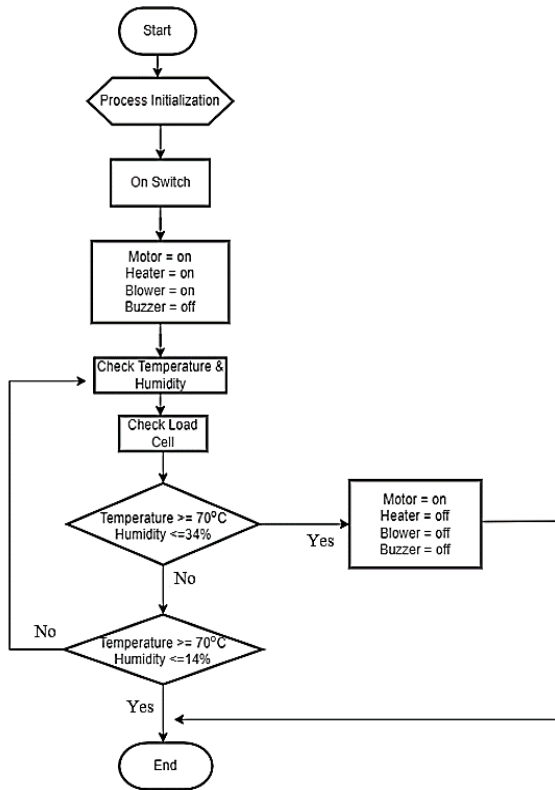 Start
Process Initialization
On Switch
Motor = on
Heater = on
Blower = on
Buzzer = off
Check Temperature &
Humidity
Check Load
Cell
Temperature >= 70°C
Humidity <=34%
Yes
Motor = on
Heater = off
Blower = off
Buzzer = off
No
No
Temperature >= 70°C
Humidity <=14%
Yes
End